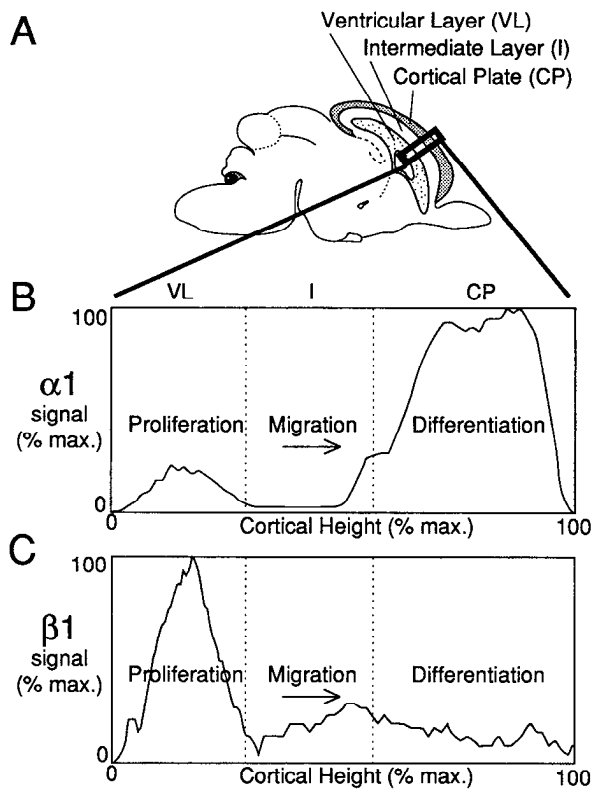 A
Ventricular Layer (VL)
Intermediate Layer (I)
Cortical Plate (CP)
B
VL I CP
100
α1
signal
(% max.)
Proliferation Migration Differentiation
0
0 Cortical Height (% max.) 100
C
100
β1
signal
(% max.)
Proliferation Migration Differentiation
0
0 Cortical Height (% max.) 100